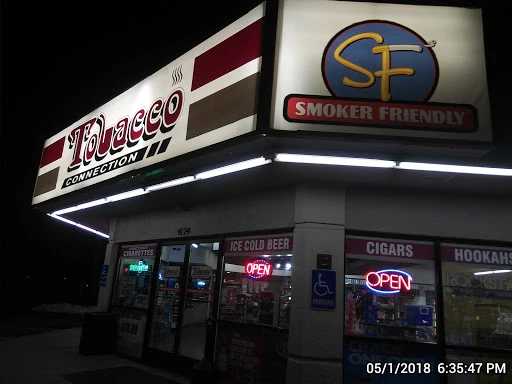 Tobacco
CONNECTION
SF
SMOKER FRIENDLY
CIGARETTES
ICE COLD BEER
CIGARS
HOOKAHS
OPEN
OPEN
PARKING
05/1/2018 6:35:47 PM